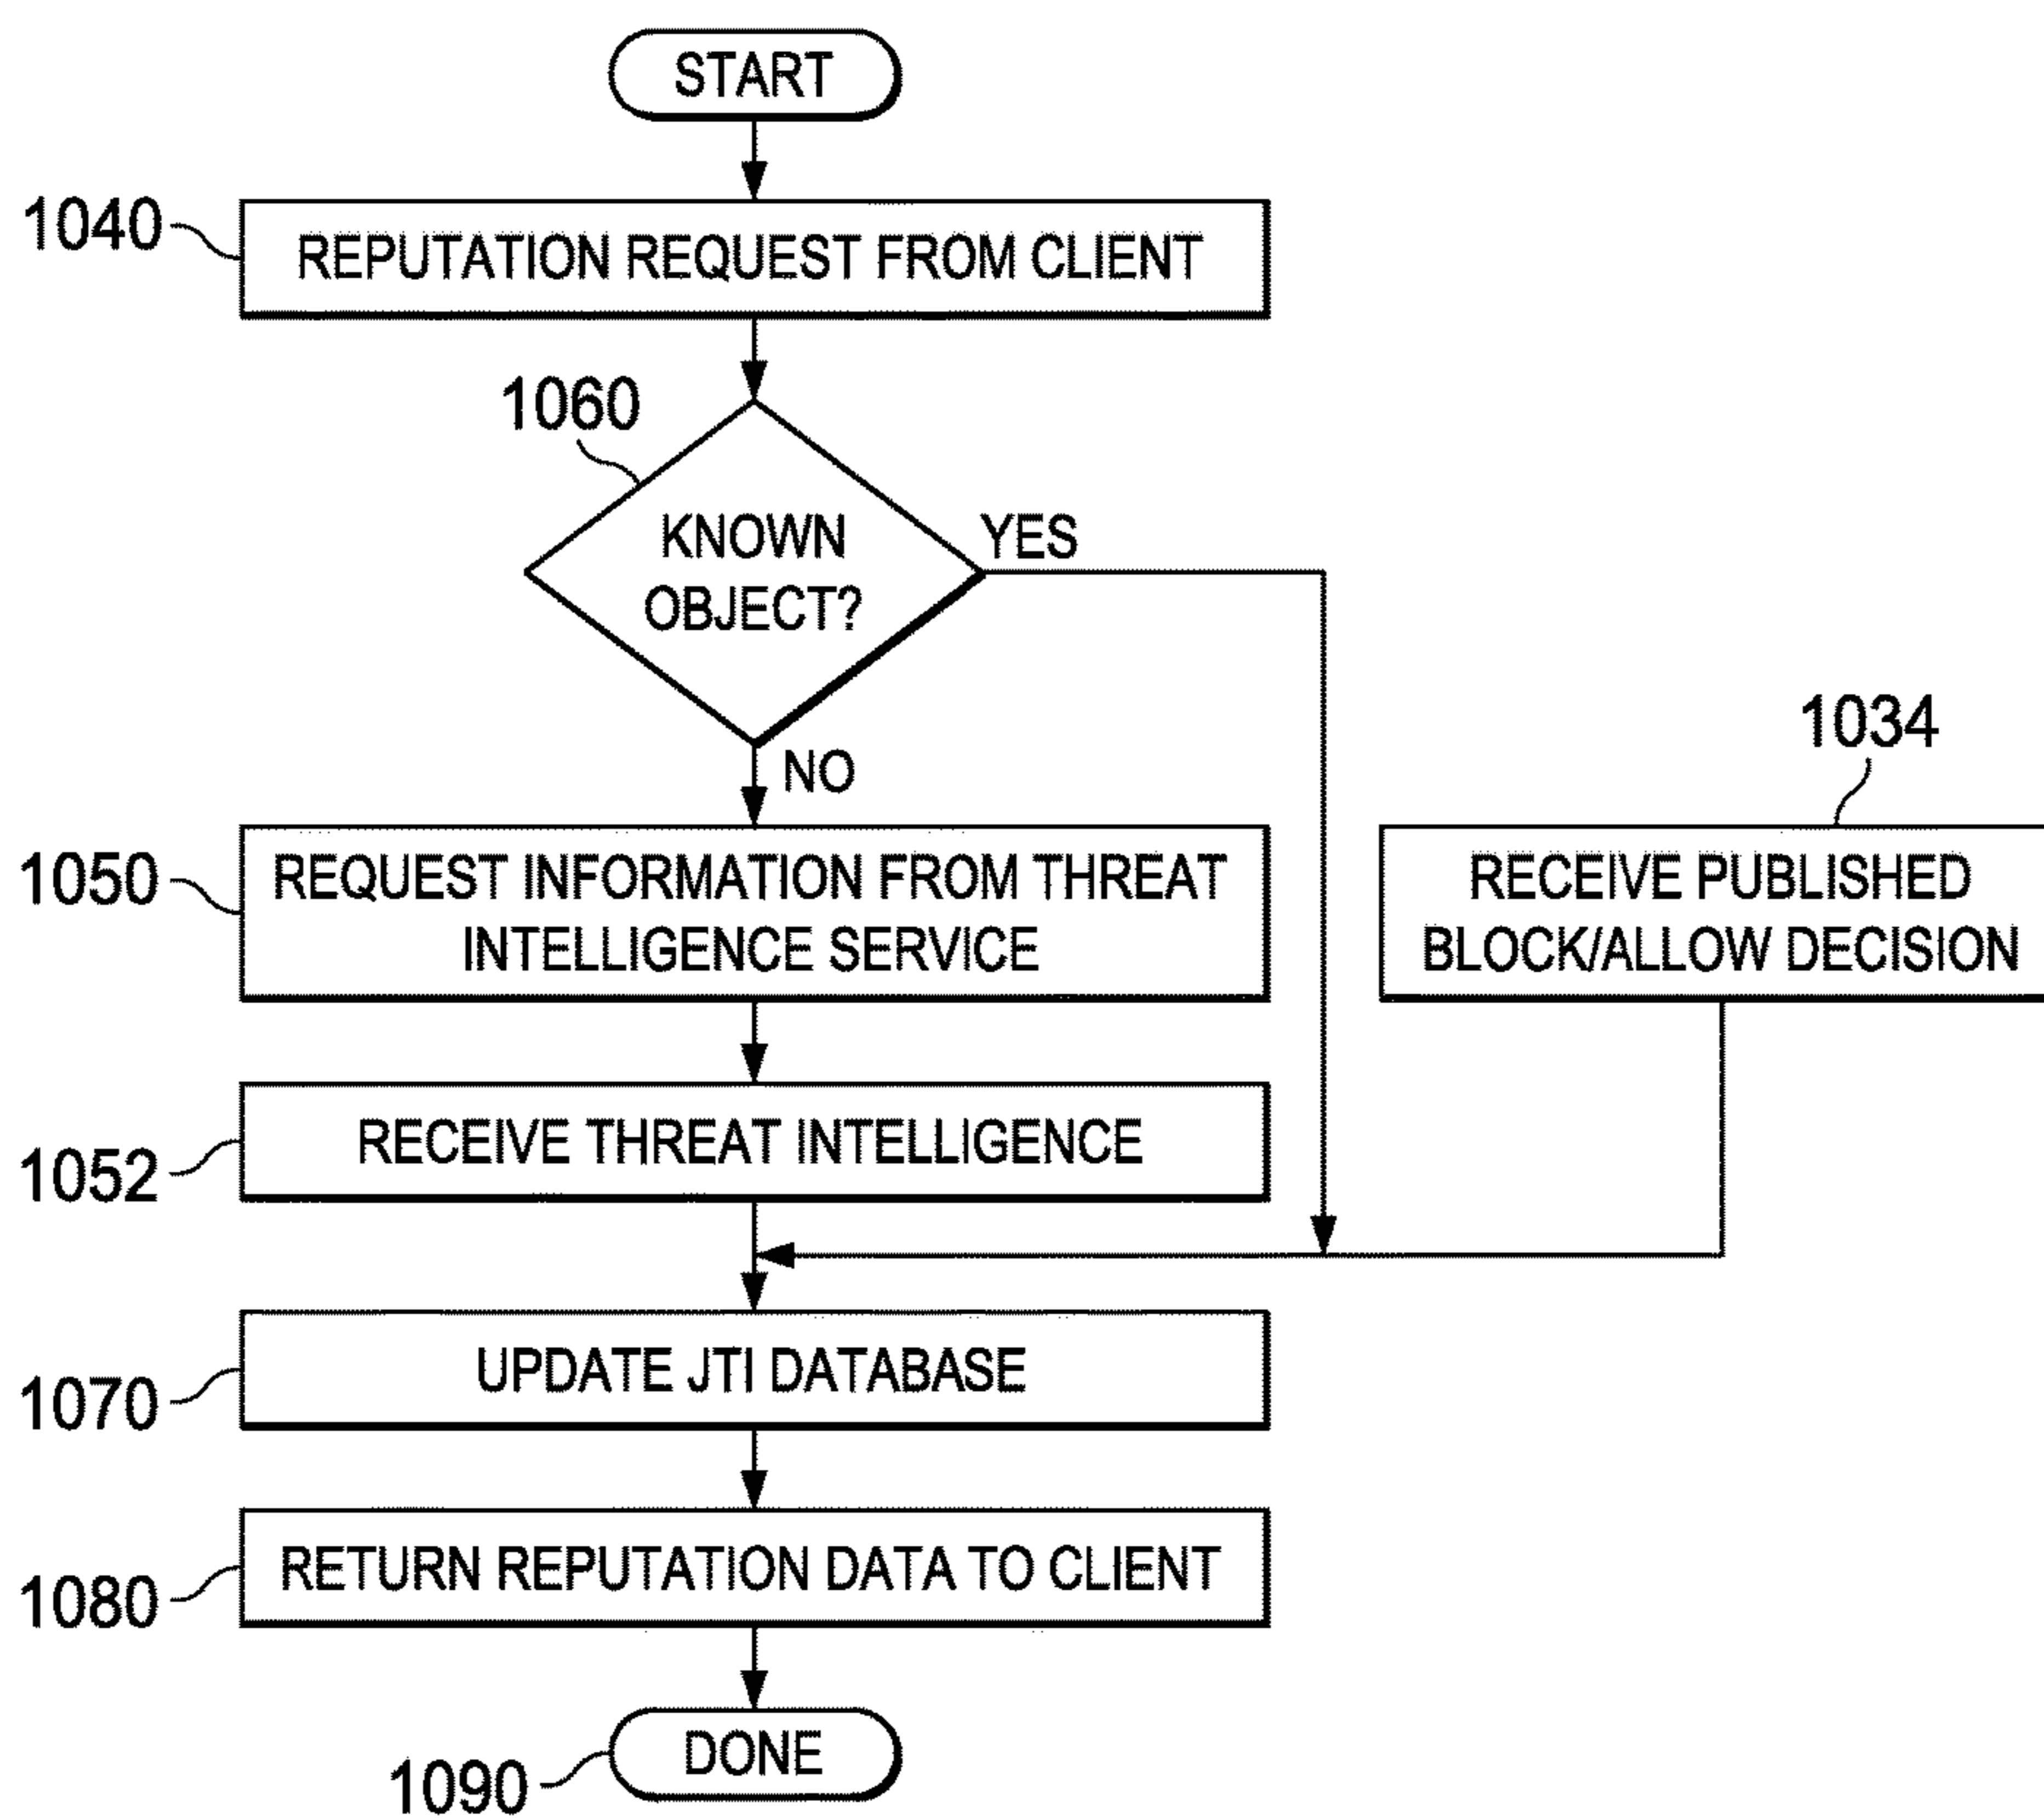 START
1040
REPUTATION REQUEST FROM CLIENT
1060
KNOWN
OBJECT?
YES
NO
1034
1050
REQUEST INFORMATION FROM THREAT
INTELLIGENCE SERVICE
RECEIVE PUBLISHED
BLOCK/ALLOW DECISION
1052
RECEIVE THREAT INTELLIGENCE
1070
UPDATE JTI DATABASE
1080
RETURN REPUTATION DATA TO CLIENT
1090
DONE